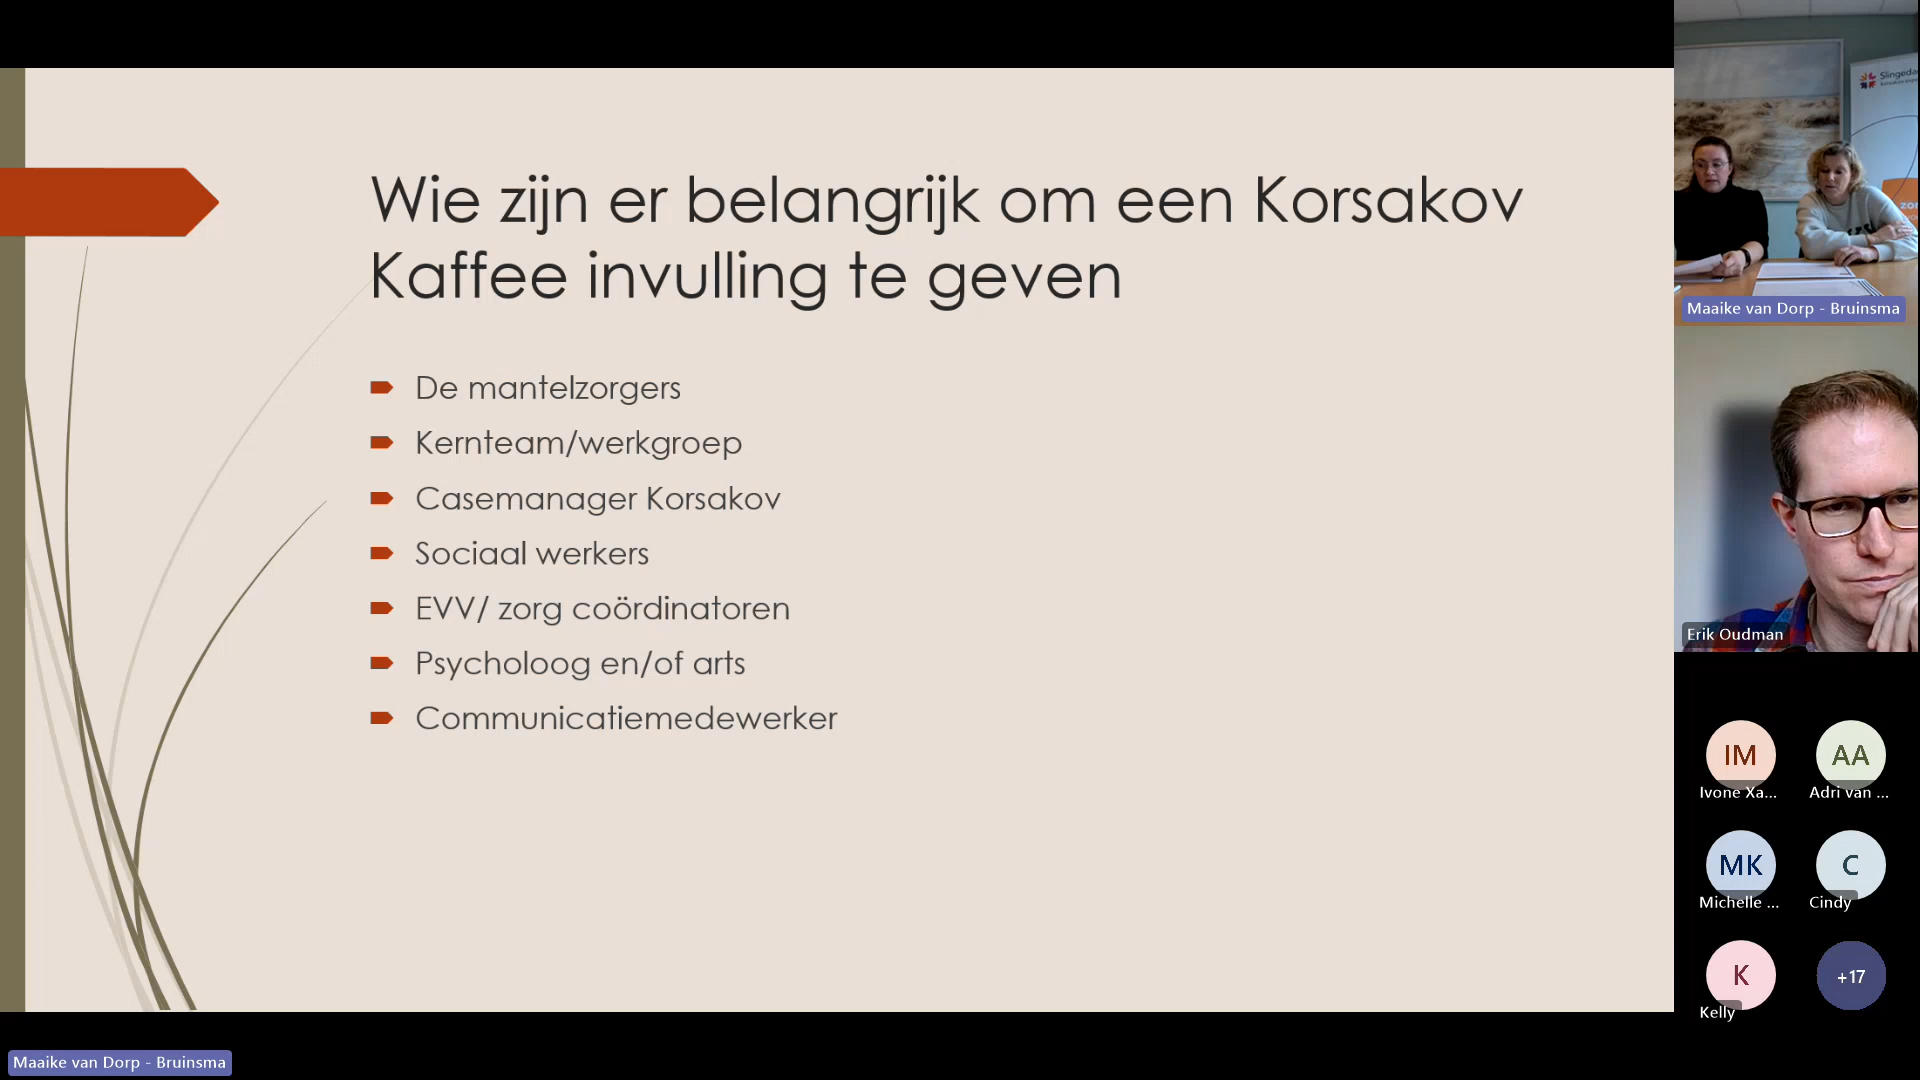 Wie zijn er belangrijk om een Korsakov
Kaffee invulling te geven
De mantelzorgers
Kernteam/werkgroep
Casemanager Korsakov
Sociaal werkers
EVV/ zorg coördinatoren
Psycholoog en/of arts
Communicatiemedewerker
Maaike van Dorp - Bruinsma
Erik Oudman
IM
Ivone Xa...
AA
Adri van ...
MK
Michelle ...
C
Cindy
K
Kelly
+17
Maaike van Dorp - Bruinsma